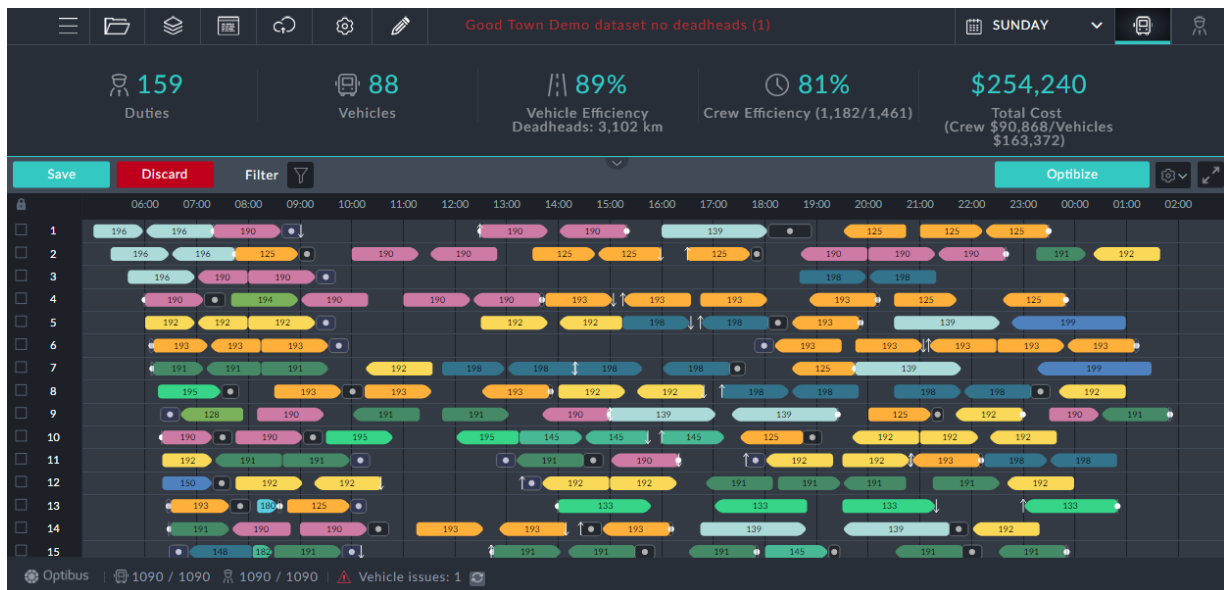 Good Town Demo dataset no deadheads (1)
SUNDAY
159
Duties
88
Vehicles
89%
Vehicle Efficiency
Deadheads: 3,102 km
81%
Crew Efficiency (1,182/1,461)
$254,240
Total Cost
(Crew $90,868/Vehicles
$163,372)
Save Discard Filter Optibize
06:00 07:00 08:00 09:00 10:00 11:00 12:00 13:00 14:00 15:00 16:00 17:00 18:00 19:00 20:00 21:00 22:00 23:00 00:00 01:00 02:00
1 196 196 190 190 190 139 125 125 125
2 196 196 125 190 190 125 125 125 190 190 190 191 192
3 196 190 190 198 198
4 190 194 190 190 190 193 193 193 193 125 125
5 192 192 192 192 192 198 198 193 139 199
6 193 193 193 193 193 193 193 193
7 191 191 191 192 198 198 198 198 125 139 199
8 195 193 193 193 192 192 198 198 198 198 192
9 128 190 191 191 190 139 139 125 192 190 191
10 190 190 195 195 145 145 145 125 192 192 192
11 192 191 191 191 190 192 192 193 198 198
12 150 192 192 192 192 191 191 191 191 192
13 193 180 125 133 133 133 133
14 191 190 190 193 193 193 139 139 192
15 148 182 191 191 191 191 145 191 191
Optibus 1090 / 1090 1090 / 1090 Vehicle issues: 1